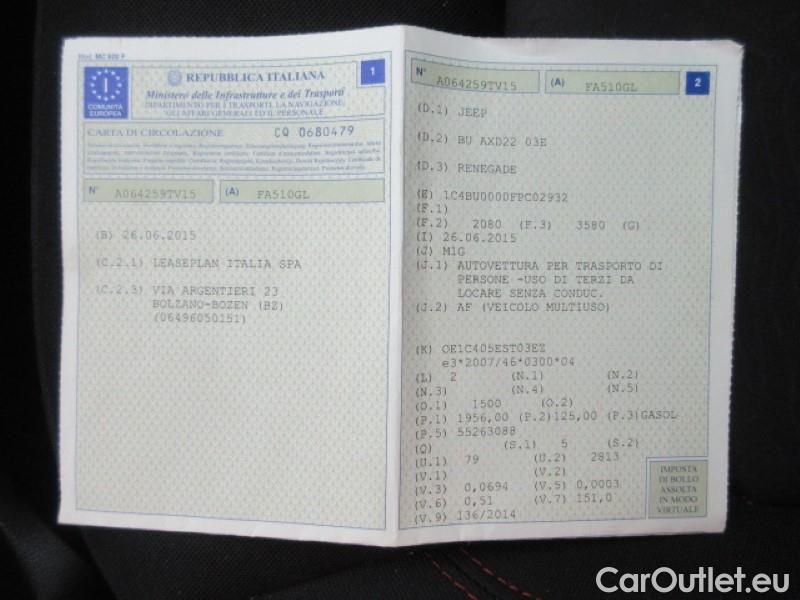 Mod. MC 820 F
REPUBBLICA ITALIANA
1
I
COMUNITÀ
EUROPEA
Ministero delle Infrastrutture e dei Trasporti
DIPARTIMENTO PER I TRASPORTI, LA NAVIGAZIONE,
GLI AFFARI GENERALI ED IL PERSONALE
CARTA DI CIRCOLAZIONE CQ 0680479
N° A064259TV15 (A) FA510GL
(B) 26.06.2015
(C.2.1) LEASEPLAN ITALIA SPA
(C.2.3) VIA ARGENTIERI 23
BOLZANO-BOZEN (BZ)
(06496050151)
N° A064259TV15 (A) FA510GL 2
(D.1) JEEP
(D.2) BU AXD22 03E
(D.3) RENEGADE
(E) 1C4BU0000FPC02932
(F.1)
(F.2) 2080 (F.3) 3580 (G)
(I) 26.06.2015
(J) M1G
(J.1) AUTOVETTURA PER TRASPORTO DI
PERSONE -USO DI TERZI DA
LOCARE SENZA CONDUC.
(J.2) AF (VEICOLO MULTIUSO)
(K) OE1C405EST03EZ
e3*2007/46*0300*04
(L) 2 (N.1) (N.2)
(N.3) (N.4) (N.5)
(O.1) 1500 (O.2)
(P.1) 1956,00 (P.2)125,00 (P.3)GASOL
(P.5) 55263088
(Q) (S.1) 5 (S.2)
(U.1) 79 (U.2) 2813
(V.1) (V.2)
(V.3) 0,0694 (V.5) 0,0003
(V.6) 0,51 (V.7) 151,0
(V.9) 136/2014
IMPOSTA
DI BOLLO
ASSOLTA
IN MODO
VIRTUALE
CarOutlet.eu